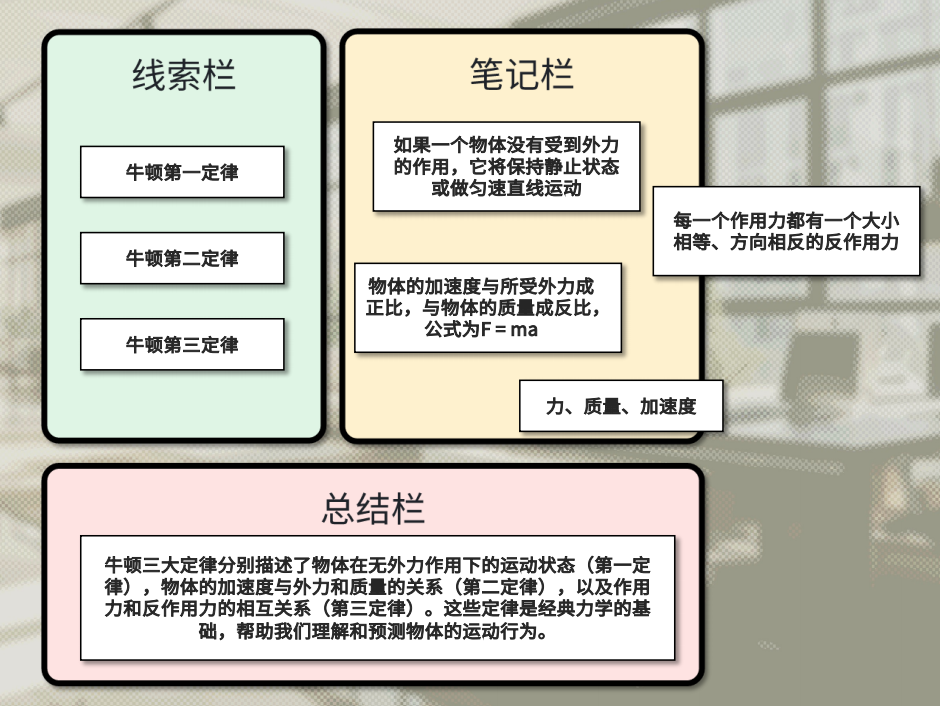 线索栏
牛顿第一定律
牛顿第二定律
牛顿第三定律
笔记栏
如果一个物体没有受到外力
的作用，它将保持静止状态
或做匀速直线运动
每一个作用力都有一个大小
相等、方向相反的反作用力
物体的加速度与所受外力成
正比，与物体的质量成反比，
公式为F = ma
力、质量、加速度
总结栏
牛顿三大定律分别描述了物体在无外力作用下的运动状态（第一定
律），物体的加速度与外力和质量的关系（第二定律），以及作用
力和反作用力的相互关系（第三定律）。这些定律是经典力学的基
础，帮助我们理解和预测物体的运动行为。